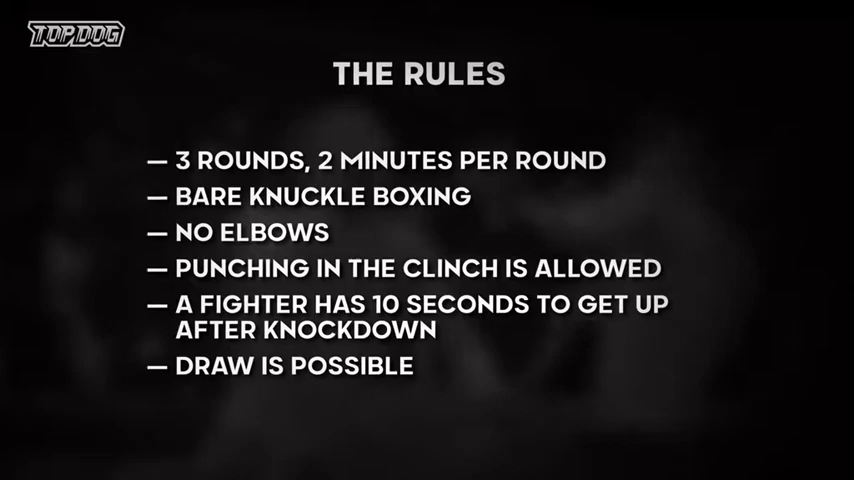 TOP DOG
THE RULES
— 3 ROUNDS, 2 MINUTES PER ROUND
— BARE KNUCKLE BOXING
— NO ELBOWS
— PUNCHING IN THE CLINCH IS ALLOWED
— A FIGHTER HAS 10 SECONDS TO GET UP
AFTER KNOCKDOWN
— DRAW IS POSSIBLE